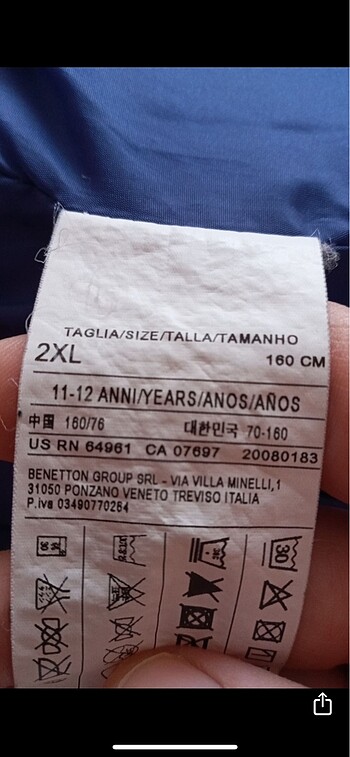 TAGLIA/SIZE/TALLA/TAMANHO
2XL 160 CM
11-12 ANNI/YEARS/ANOS/AÑOS
中国 160/76 대한민국 70-160
US RN 64961 CA 07697 20080183
BENETTON GROUP SRL - VIA VILLA MINELLI,1
31050 PONZANO VENETO TREVISO ITALIA
P.iva 03490770264
30